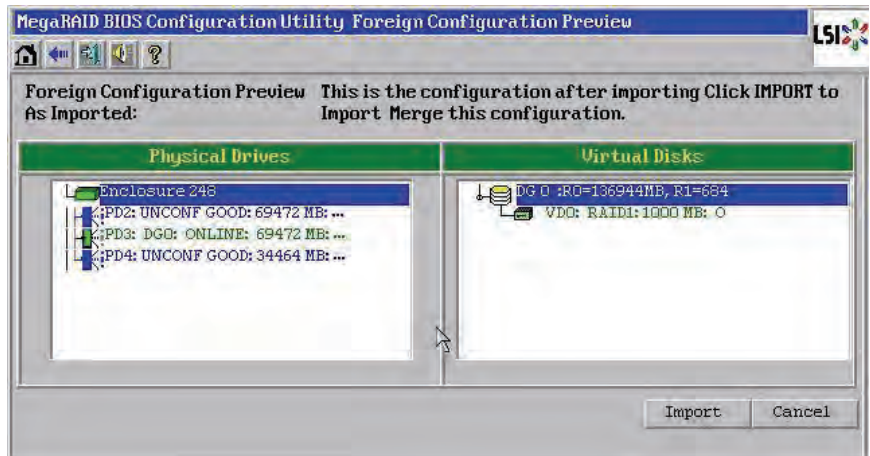 MegaRAID BIOS Configuration Utility Foreign Configuration Preview
LSI
?
Foreign Configuration Preview As Imported:
This is the configuration after importing Click IMPORT to Import Merge this configuration.
Physical Drives
Enclosure 248
PD2: UNCONF GOOD: 69472 MB: ...
PD3: DG0: ONLINE: 69472 MB: ...
PD4: UNCONF GOOD: 34464 MB: ...
Virtual Disks
DG 0 :R0=136944MB, R1=684
VD0: RAID1: 1000 MB: O
Import
Cancel